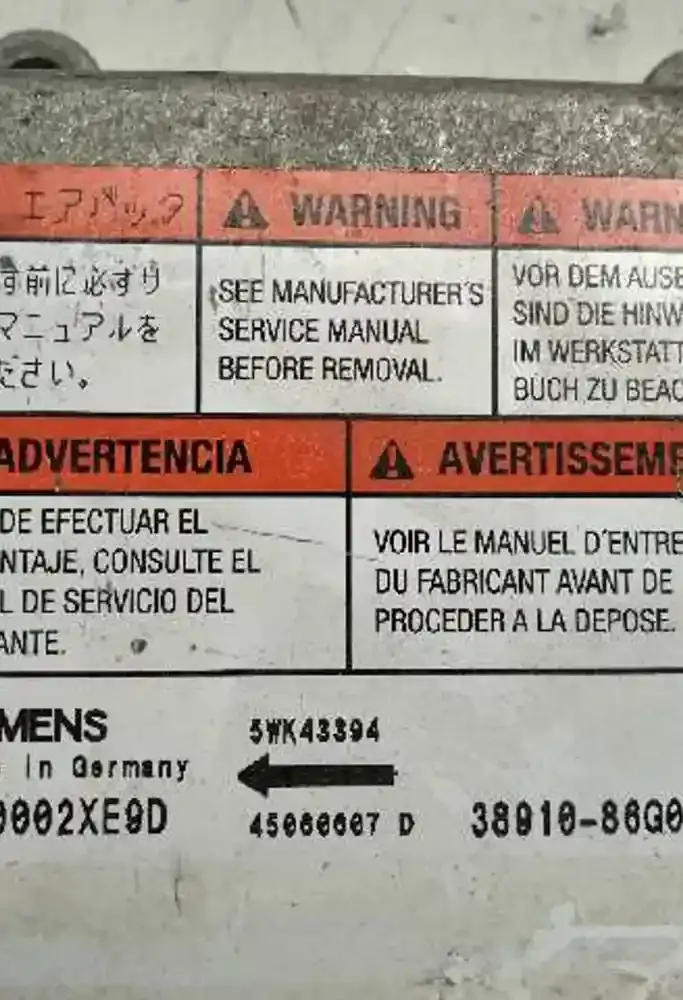 エアバック
WARNING
WARN
す前に必ずリ
マニュアルを
ださい。
SEE MANUFACTURER'S
SERVICE MANUAL
BEFORE REMOVAL.
VOR DEM AUSB
SIND DIE HINW
IM WERKSTATT
BUCH ZU BEAC
ADVERTENCIA
AVERTISSEME
DE EFECTUAR EL
NTAJE, CONSULTE EL
L DE SERVICIO DEL
ANTE.
VOIR LE MANUEL D'ENTRE
DU FABRICANT AVANT DE
PROCEDER A LA DEPOSE.
MENS
5WK43394
in Germany
0002XE9D
45060607 D
38910-86G0